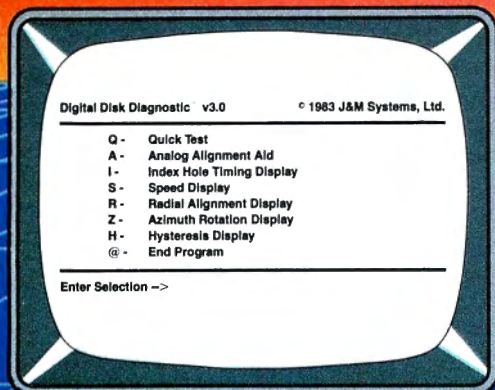 Digital Disk Diagnostic v3.0 © 1983 J&M Systems, Ltd.
Q - Quick Test
A - Analog Alignment Aid
I - Index Hole Timing Display
S - Speed Display
R - Radial Alignment Display
Z - Azimuth Rotation Display
H - Hysteresis Display
@ - End Program
Enter Selection -->